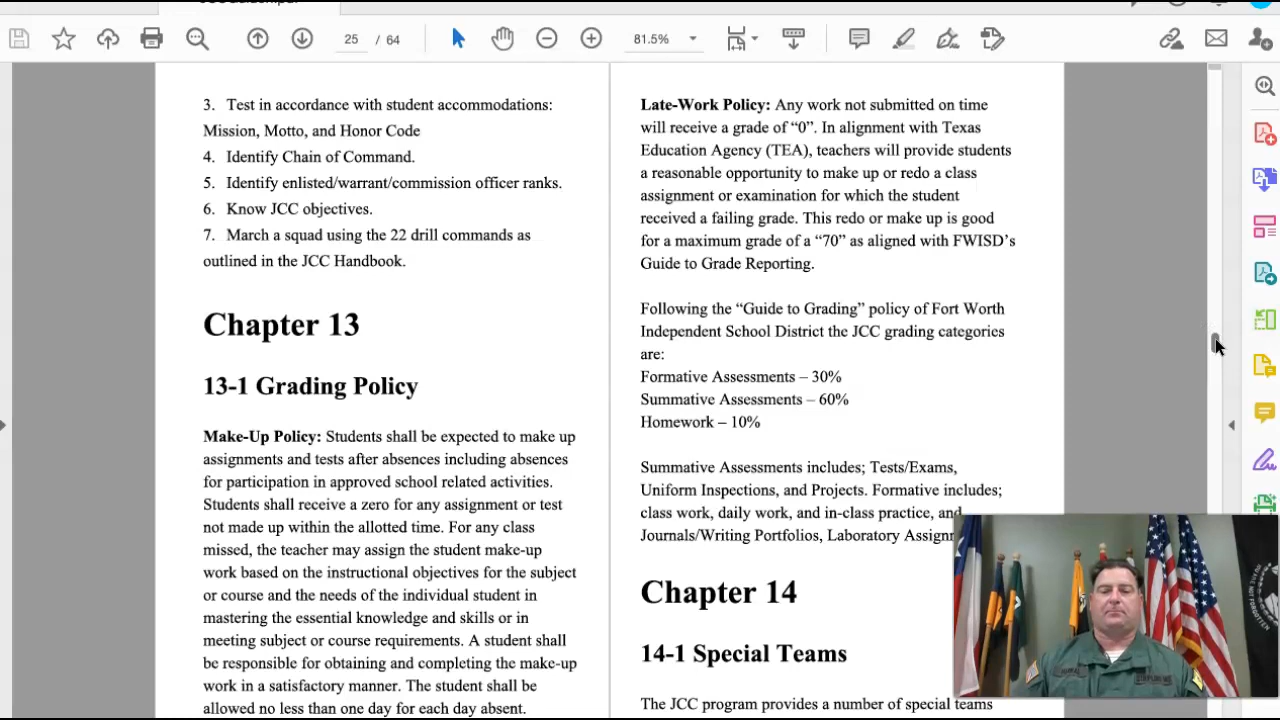 25 / 64
81.5%
3. Test in accordance with student accommodations:
Mission, Motto, and Honor Code
4. Identify Chain of Command.
5. Identify enlisted/warrant/commission officer ranks.
6. Know JCC objectives.
7. March a squad using the 22 drill commands as
outlined in the JCC Handbook.
Chapter 13
13-1 Grading Policy
Make-Up Policy: Students shall be expected to make up
assignments and tests after absences including absences
for participation in approved school related activities.
Students shall receive a zero for any assignment or test
not made up within the allotted time. For any class
missed, the teacher may assign the student make-up
work based on the instructional objectives for the subject
or course and the needs of the individual student in
mastering the essential knowledge and skills or in
meeting subject or course requirements. A student shall
be responsible for obtaining and completing the make-up
work in a satisfactory manner. The student shall be
allowed no less than one day for each day absent.
Late-Work Policy: Any work not submitted on time
will receive a grade of “0”. In alignment with Texas
Education Agency (TEA), teachers will provide students
a reasonable opportunity to make up or redo a class
assignment or examination for which the student
received a failing grade. This redo or make up is good
for a maximum grade of a “70” as aligned with FWISD’s
Guide to Grade Reporting.
Following the “Guide to Grading” policy of Fort Worth
Independent School District the JCC grading categories
are:
Formative Assessments – 30%
Summative Assessments – 60%
Homework – 10%
Summative Assessments includes; Tests/Exams,
Uniform Inspections, and Projects. Formative includes;
class work, daily work, and in-class practice, and
Journals/Writing Portfolios, Laboratory Assignm
Chapter 14
14-1 Special Teams
The JCC program provides a number of special teams